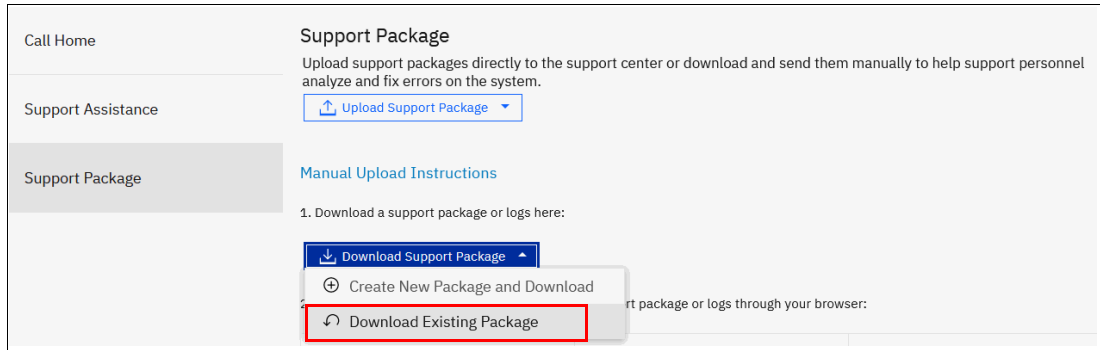 Call Home
Support Assistance
Support Package
Support Package
Upload support packages directly to the support center or download and send them manually to help support personnel
analyze and fix errors on the system.
Upload Support Package
Manual Upload Instructions
1. Download a support package or logs here:
Download Support Package
Create New Package and Download
package or logs through your browser:
Download Existing Package